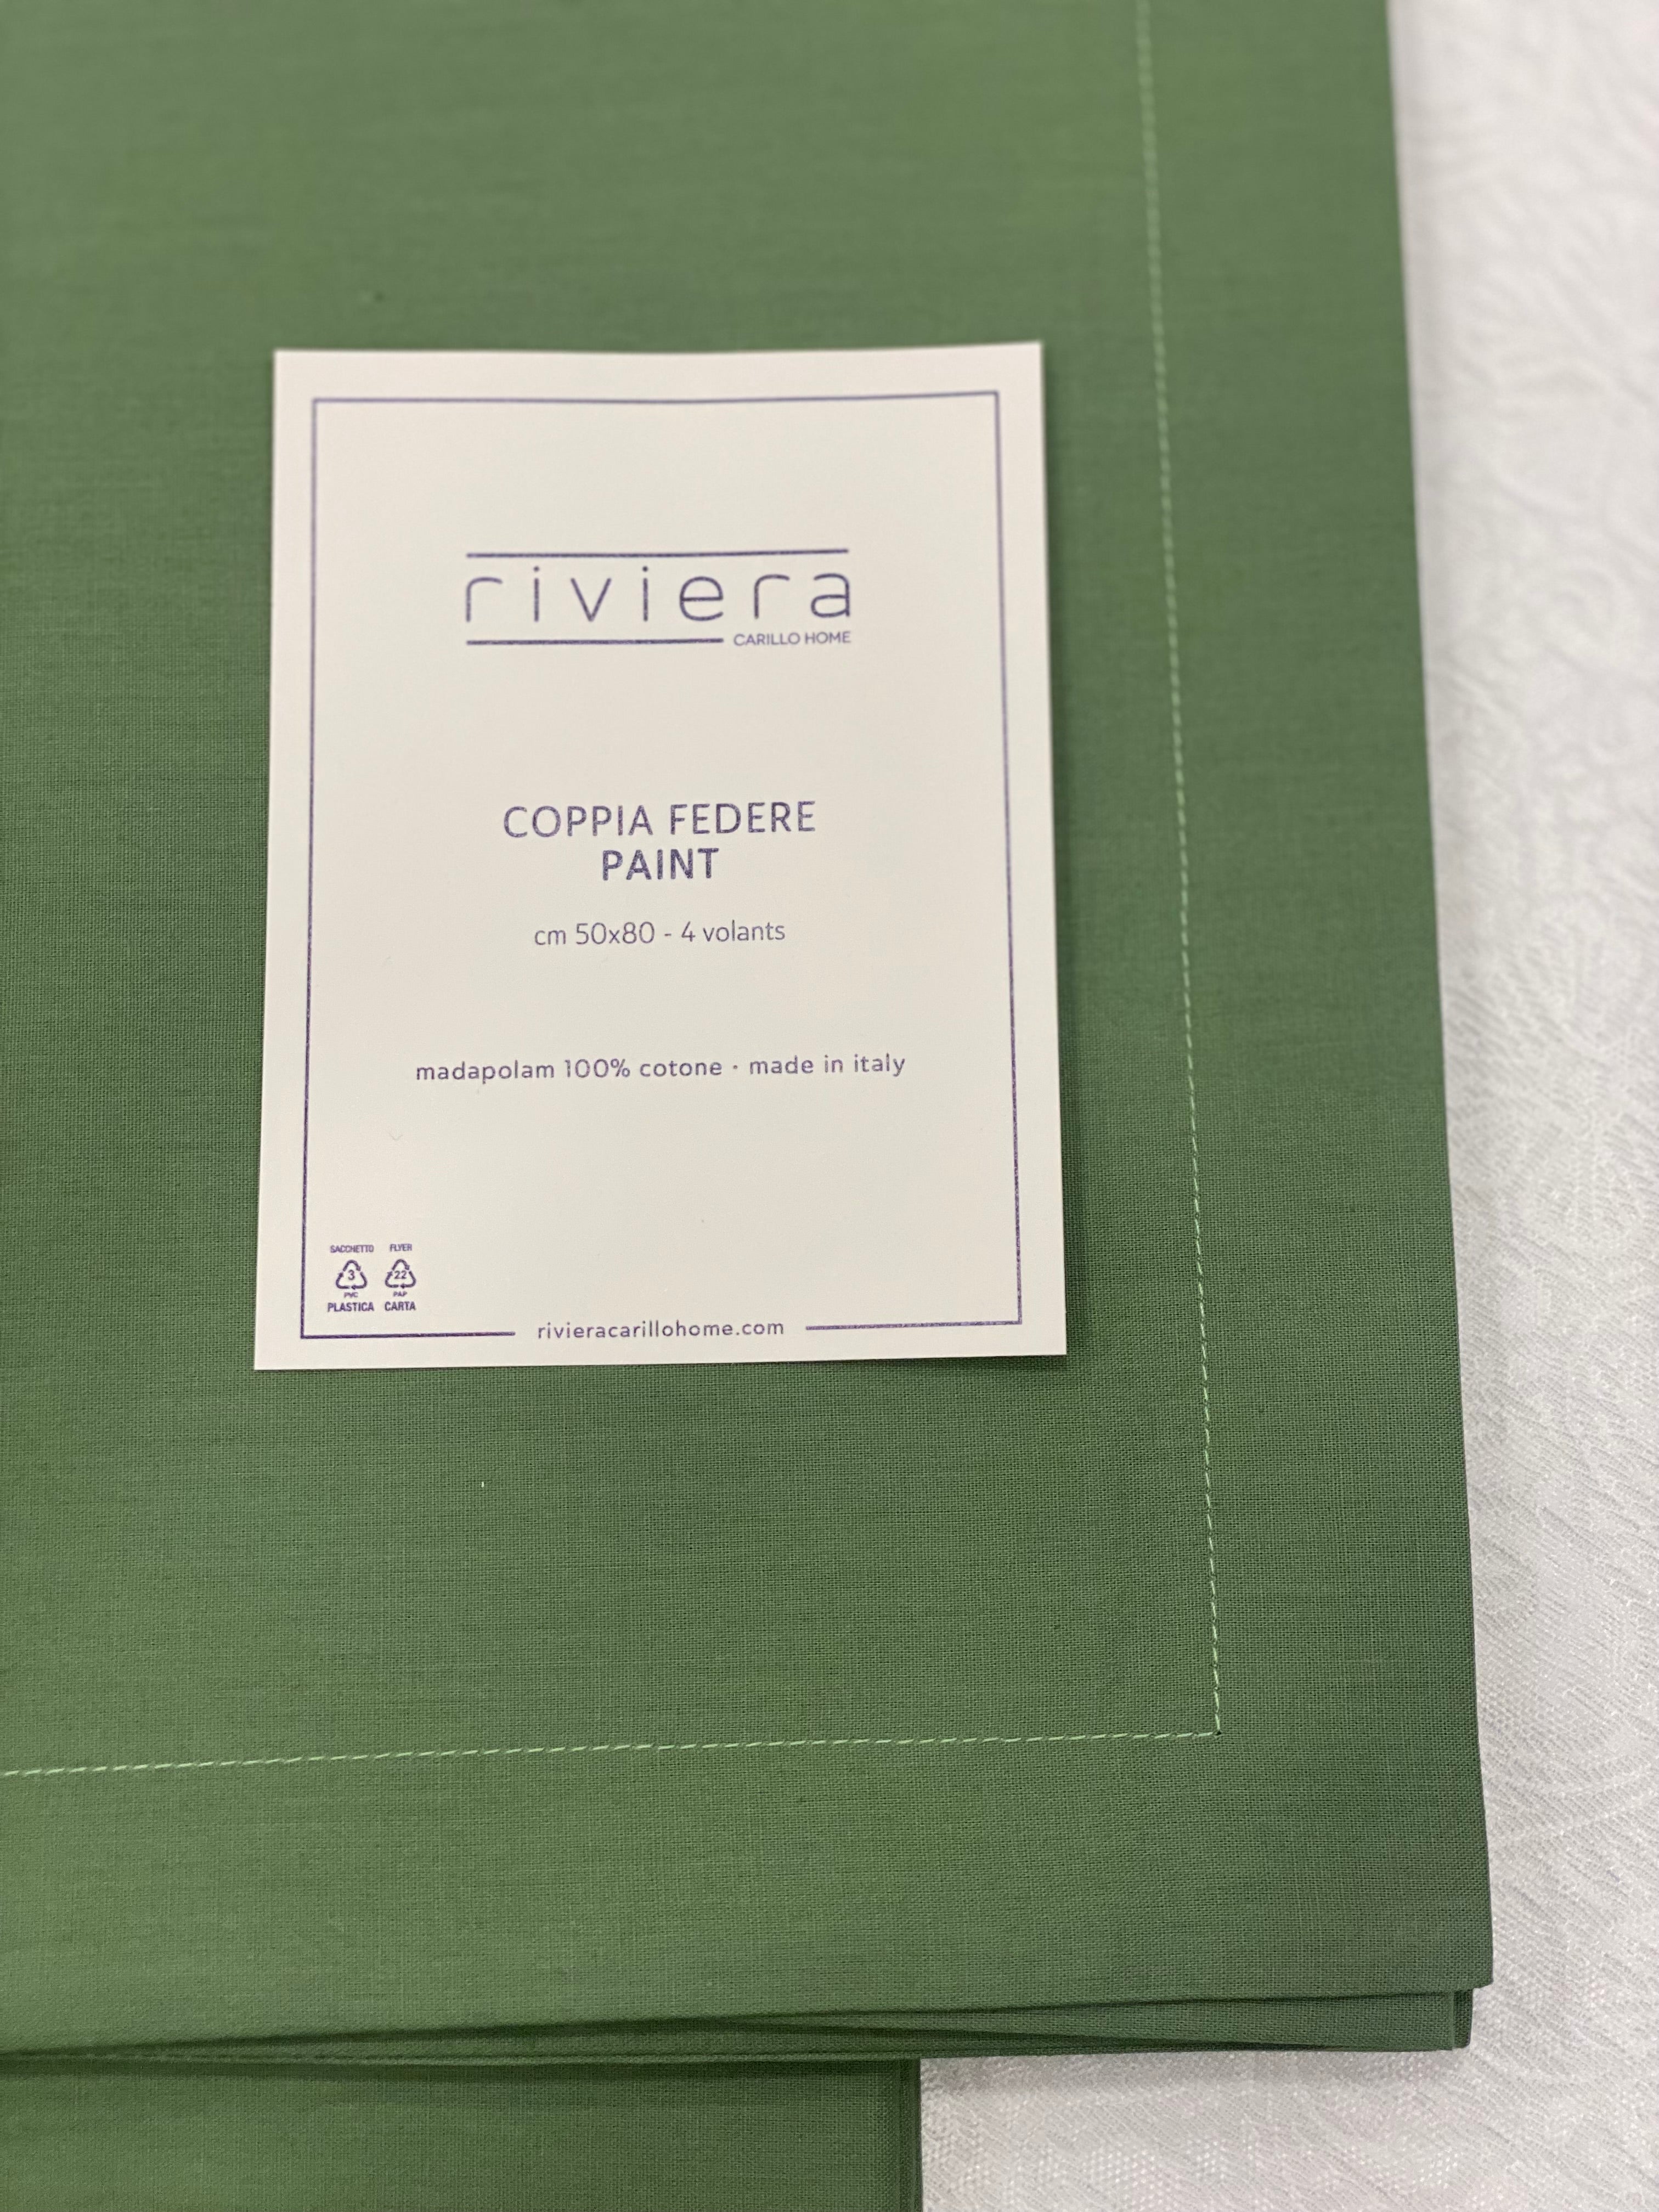 riviera
CARILLO HOME
COPPIA FEDERE
PAINT
cm 50x80 - 4 volants
madapolam 100% cotone • made in italy
SACCHETTO FLYER
3 22
PVC PAP
PLASTICA CARTA
rivieracarillohome.com